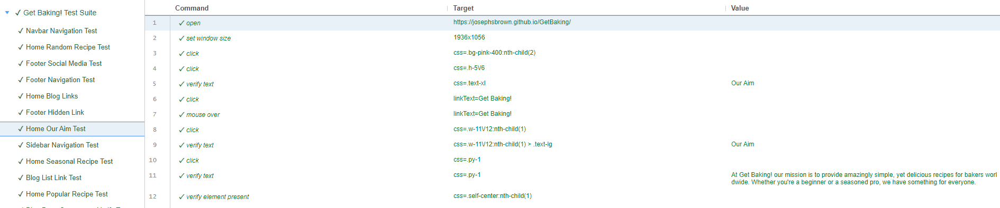 Get Baking! Test Suite
Navbar Navigation Test
Home Random Recipe Test
Footer Social Media Test
Footer Navigation Test
Home Blog Links
Footer Hidden Link
Home Our Aim Test
Sidebar Navigation Test
Home Seasonal Recipe Test
Blog List Link Test
Home Popular Recipe Test
Command Target Value
1 open https://josephsbrown.github.io/GetBaking/
2 set window size 1936x1056
3 click css=.bg-pink-400:nth-child(2)
4 click css=.h-5\/6
5 verify text css=.text-xl Our Aim
6 click linkText=Get Baking!
7 mouse over linkText=Get Baking!
8 click css=.w-11\/12:nth-child(1)
9 verify text css=.w-11\/12:nth-child(1) > .text-lg Our Aim
10 click css=.py-1
11 verify text css=.py-1 At Get Baking! our mission is to provide amazingly simple, yet delicious recipes for bakers worl
dwide. Whether you're a beginner or a seasoned pro, we have something for everyone.
12 verify element present css=.self-center:nth-child(1)